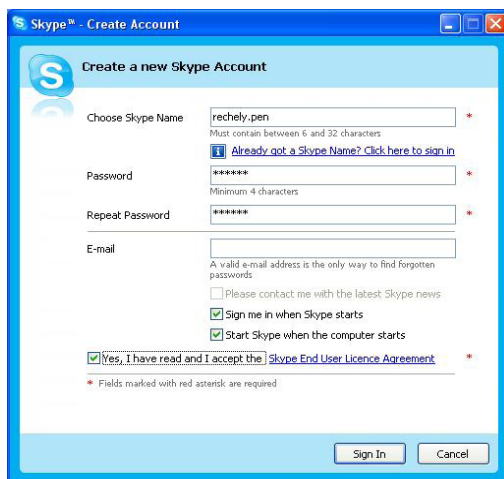 Skype™ - Create Account
S
Create a new Skype Account
Choose Skype Name
rechely.pen
*
Must contain between 6 and 32 characters
i Already got a Skype Name? Click here to sign in
Password
******
*
Minimum 4 characters
Repeat Password
******
*
E-mail
A valid e-mail address is the only way to find forgotten
passwords
Please contact me with the latest Skype news
Sign me in when Skype starts
Start Skype when the computer starts
Yes, I have read and I accept the Skype End User Licence Agreement *
* Fields marked with red asterisk are required
Sign In Cancel